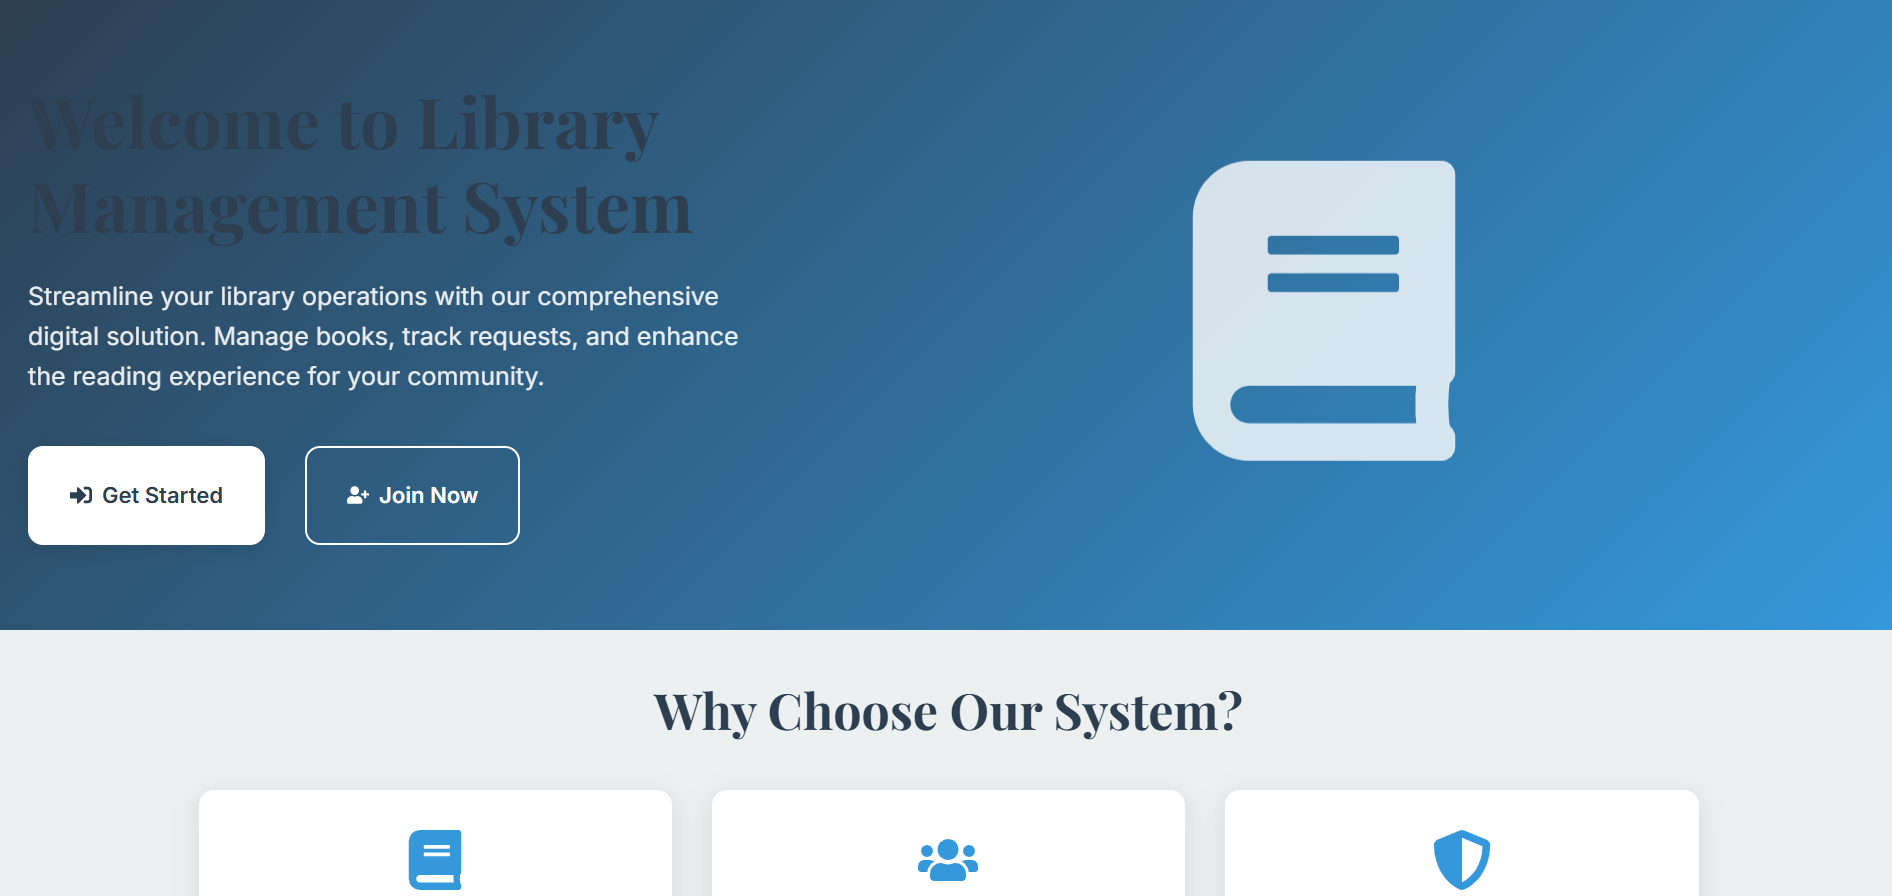 Welcome to Library
Management System
Streamline your library operations with our comprehensive
digital solution. Manage books, track requests, and enhance
the reading experience for your community.
Get Started
Join Now
Why Choose Our System?